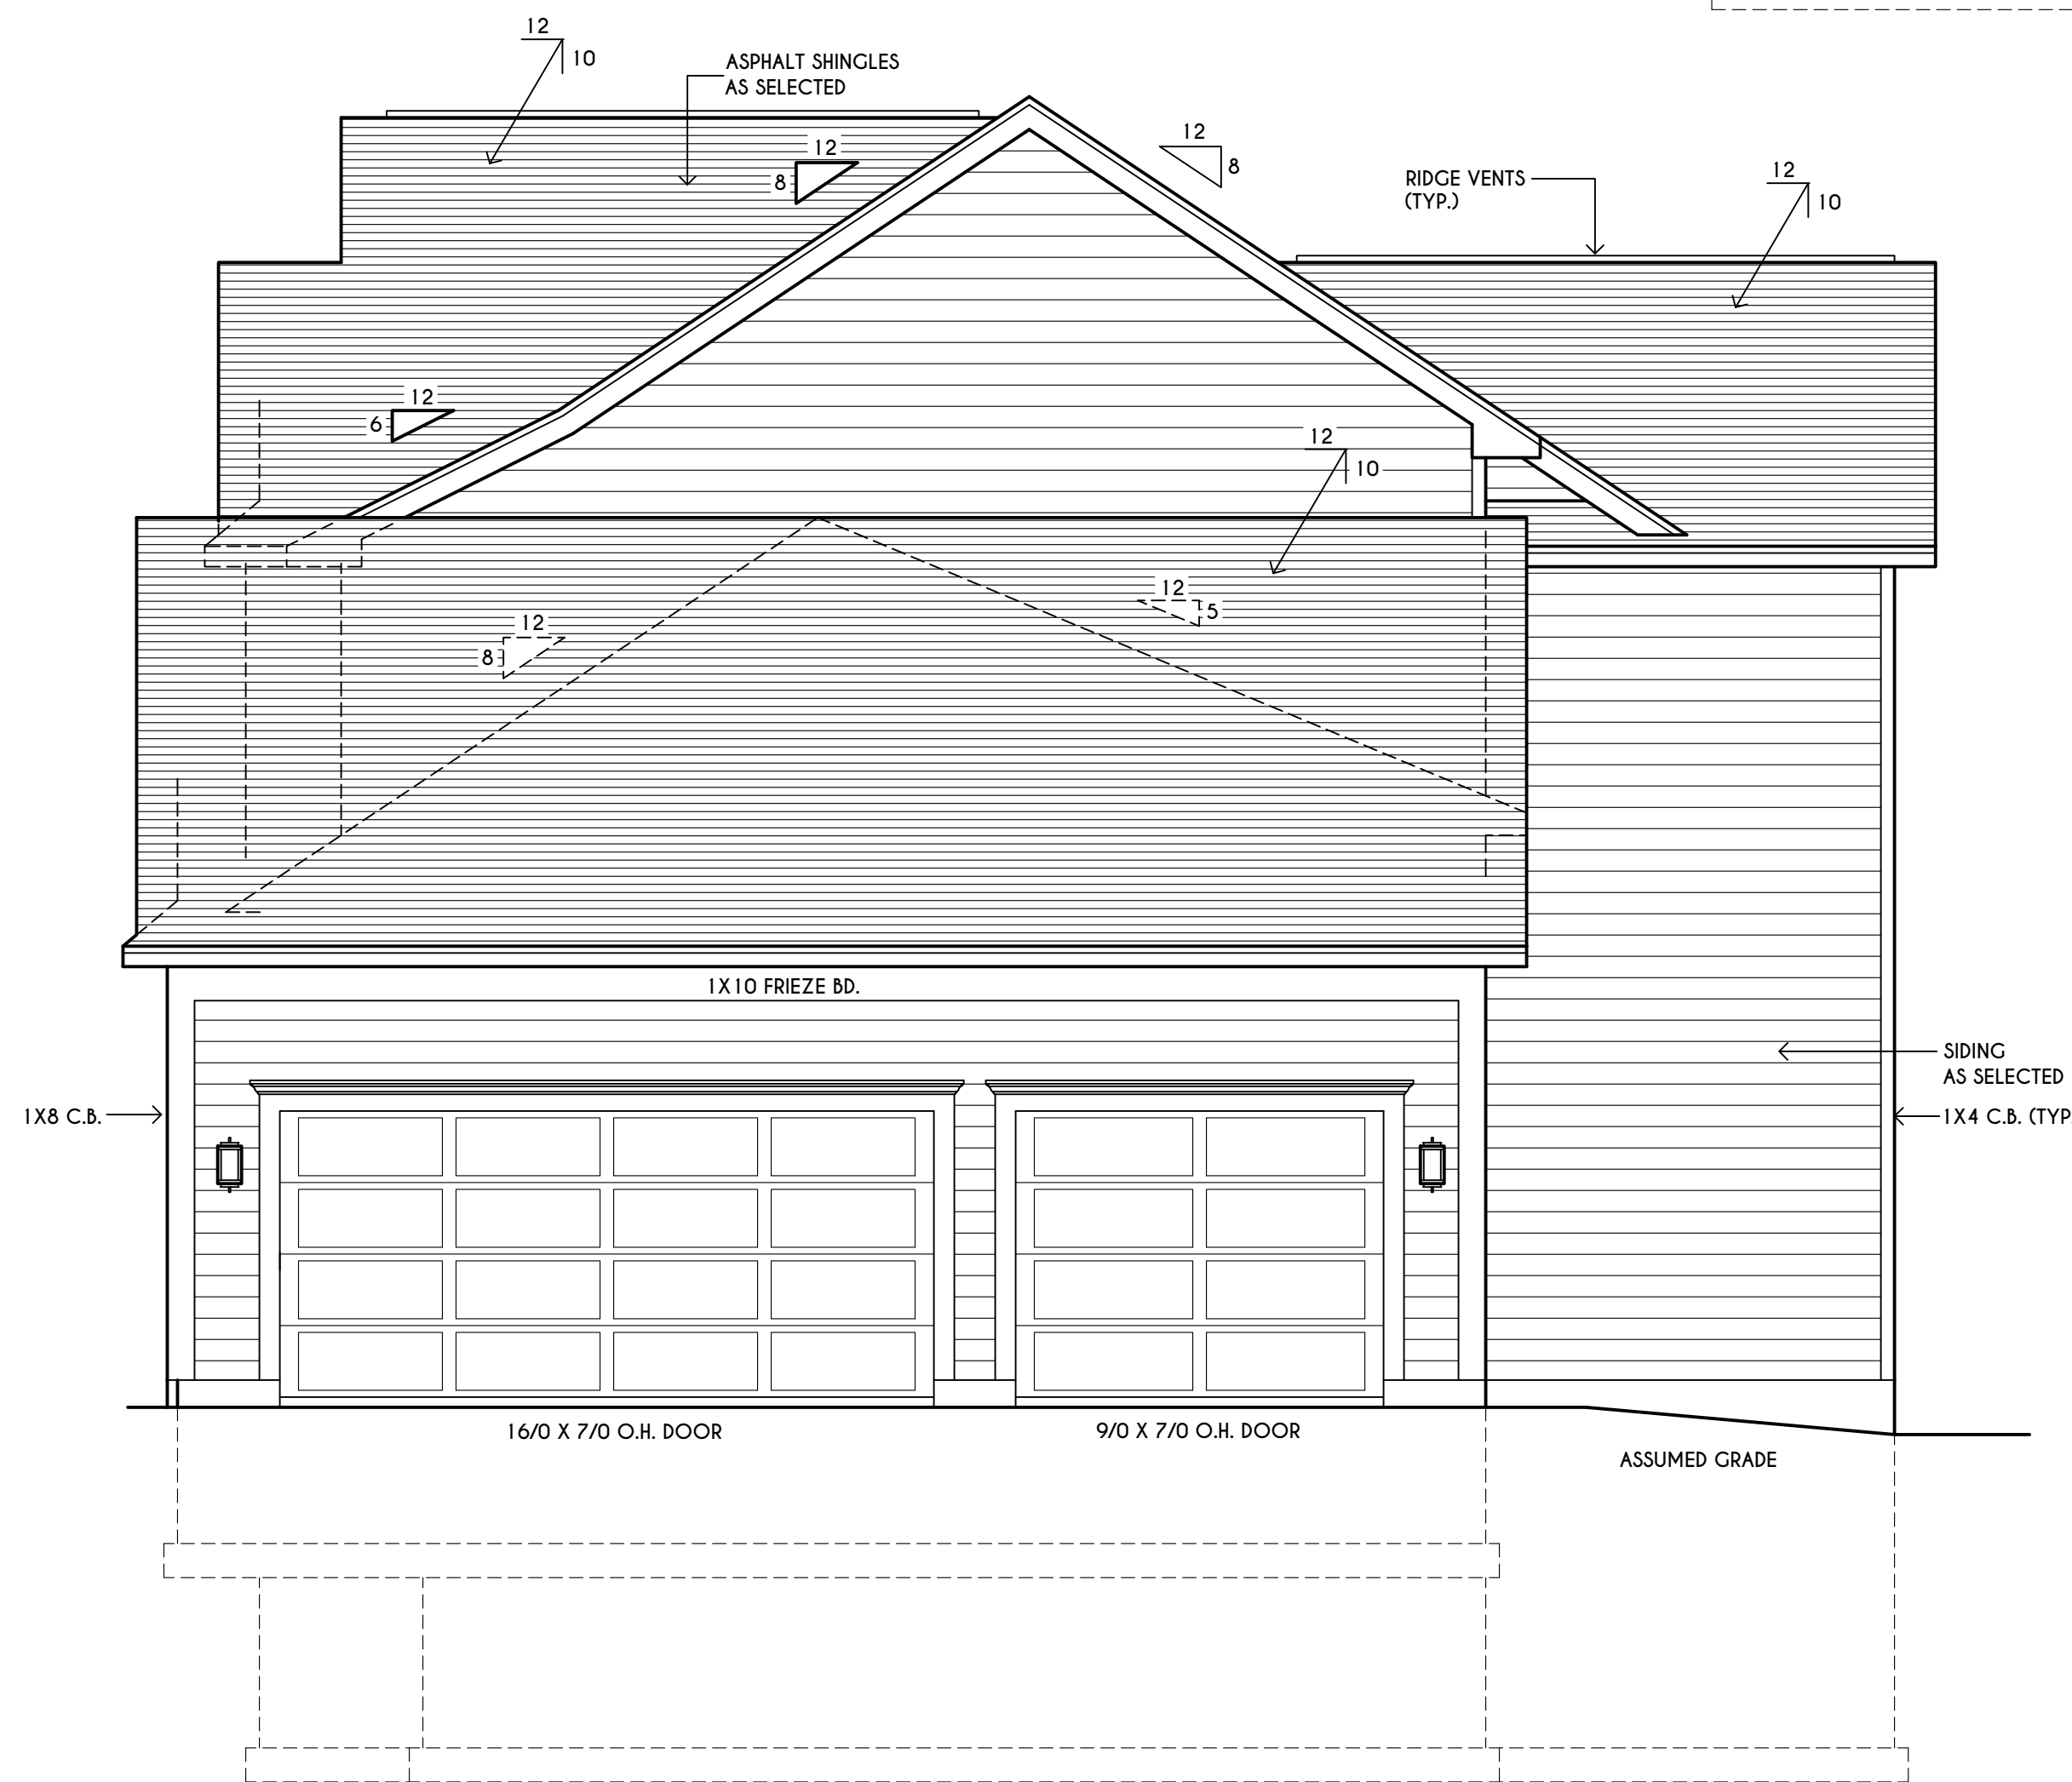 12
10
ASPHALT SHINGLES
AS SELECTED
12
8
12
8
RIDGE VENTS
(TYP.)
12
10
12
6
12
10
12
5
12
8
1X10 FRIEZE BD.
SIDING
AS SELECTED
1X8 C.B.
1X4 C.B. (TYP.
16/0 X 7/0 O.H. DOOR
9/0 X 7/0 O.H. DOOR
ASSUMED GRADE